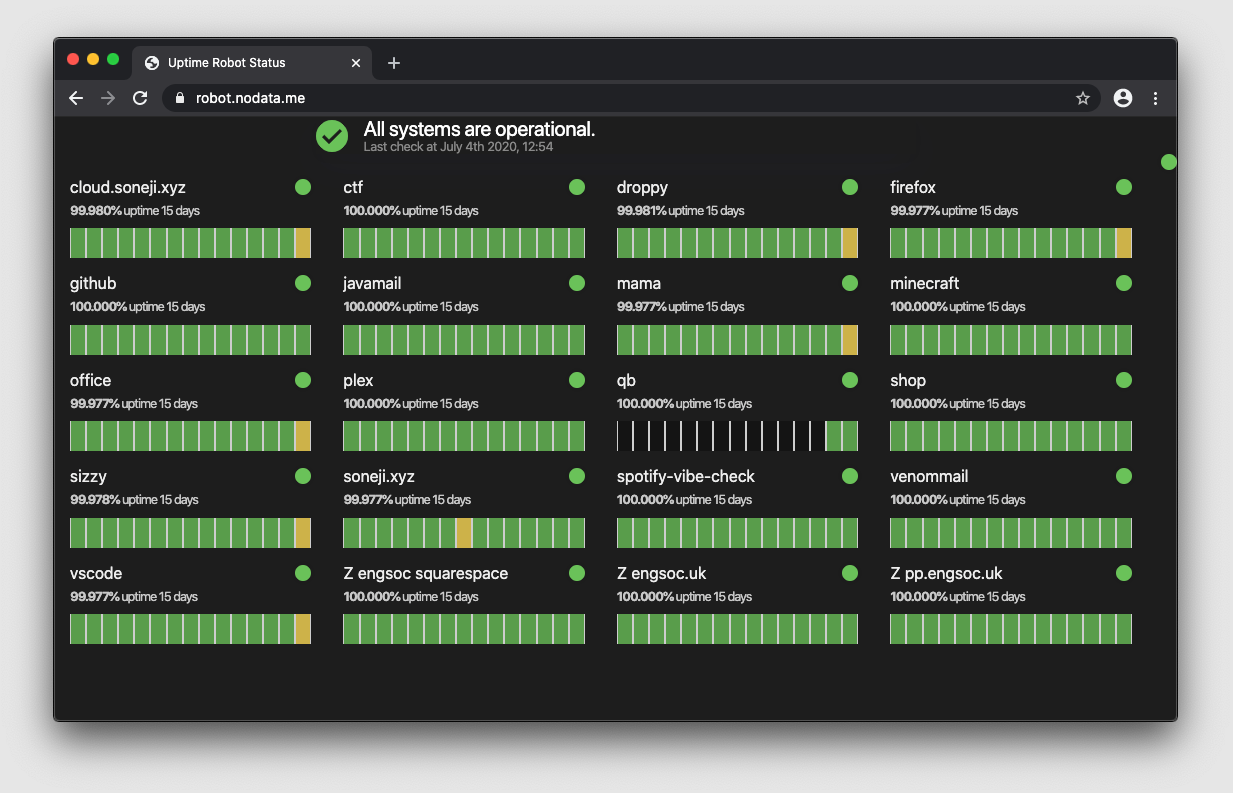 Uptime Robot Status
robot.nodata.me
All systems are operational.
Last check at July 4th 2020, 12:54
cloud.soneji.xyz
99.980% uptime 15 days
ctf
100.000% uptime 15 days
droppy
99.981% uptime 15 days
firefox
99.977% uptime 15 days
github
100.000% uptime 15 days
javamail
100.000% uptime 15 days
mama
99.977% uptime 15 days
minecraft
100.000% uptime 15 days
office
99.977% uptime 15 days
plex
100.000% uptime 15 days
qb
100.000% uptime 15 days
shop
100.000% uptime 15 days
sizzy
99.978% uptime 15 days
soneji.xyz
99.977% uptime 15 days
spotify-vibe-check
100.000% uptime 15 days
venommail
100.000% uptime 15 days
vscode
99.977% uptime 15 days
Z engsoc squarespace
100.000% uptime 15 days
Z engsoc.uk
100.000% uptime 15 days
Z pp.engsoc.uk
100.000% uptime 15 days